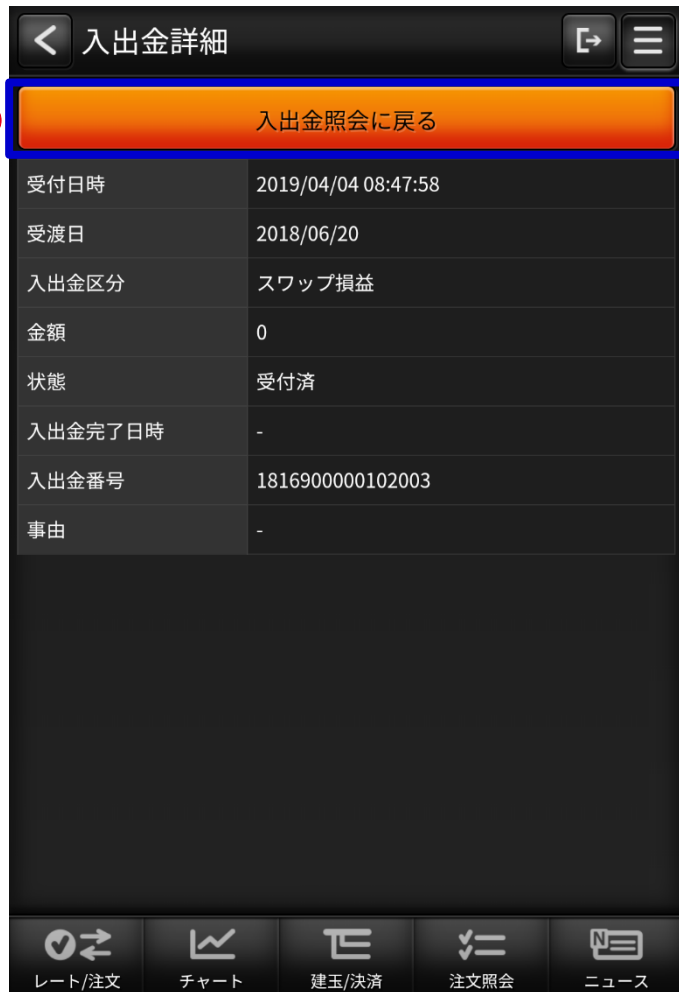 入出金詳細
入出金照会に戻る
受付日時 2019/04/04 08:47:58
受渡日 2018/06/20
入出金区分 スワップ損益
金額 0
状態 受付済
入出金完了日時 -
入出金番号 1816900000102003
事由 -
レート/注文 チャート 建玉/決済 注文照会 ニュース